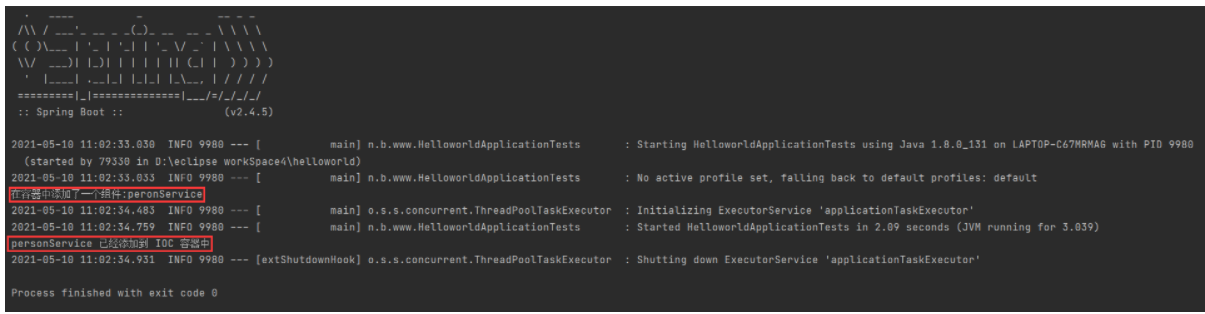 .   ____          _            __ _ _
 /\\ / ___'_ __ _ _(_)_ __  __ _ \ \ \ \
( ( )\___ | '_ | '_| | '_ \/ _` | \ \ \ \
 \\/  ___)| |_)| | | | | || (_| |  ) ) ) )
  '  |____| .__|_| |_|_| |_\__, | / / / /
 =========|_|==============|___/=/_/_/_/
 :: Spring Boot ::                (v2.4.5)
2021-05-10 11:02:33.030  INFO 9980 --- [           main] n.b.www.HelloworldApplicationTests       : Starting HelloworldApplicationTests using Java 1.8.0_131 on LAPTOP-C67MRMAG with PID 9980
  (started by 79330 in D:\eclipse workSpace4\helloworld)
2021-05-10 11:02:33.033  INFO 9980 --- [           main] n.b.www.HelloworldApplicationTests       : No active profile set, falling back to default profiles: default
在容器中添加了一个组件:peronService
2021-05-10 11:02:34.483  INFO 9980 --- [           main] o.s.s.concurrent.ThreadPoolTaskExecutor  : Initializing ExecutorService 'applicationTaskExecutor'
2021-05-10 11:02:34.759  INFO 9980 --- [           main] n.b.www.HelloworldApplicationTests       : Started HelloworldApplicationTests in 2.09 seconds (JVM running for 3.039)
personService 已经添加到 IOC 容器中
2021-05-10 11:02:34.931  INFO 9980 --- [extShutdownHook] o.s.s.concurrent.ThreadPoolTaskExecutor  : Shutting down ExecutorService 'applicationTaskExecutor'
Process finished with exit code 0